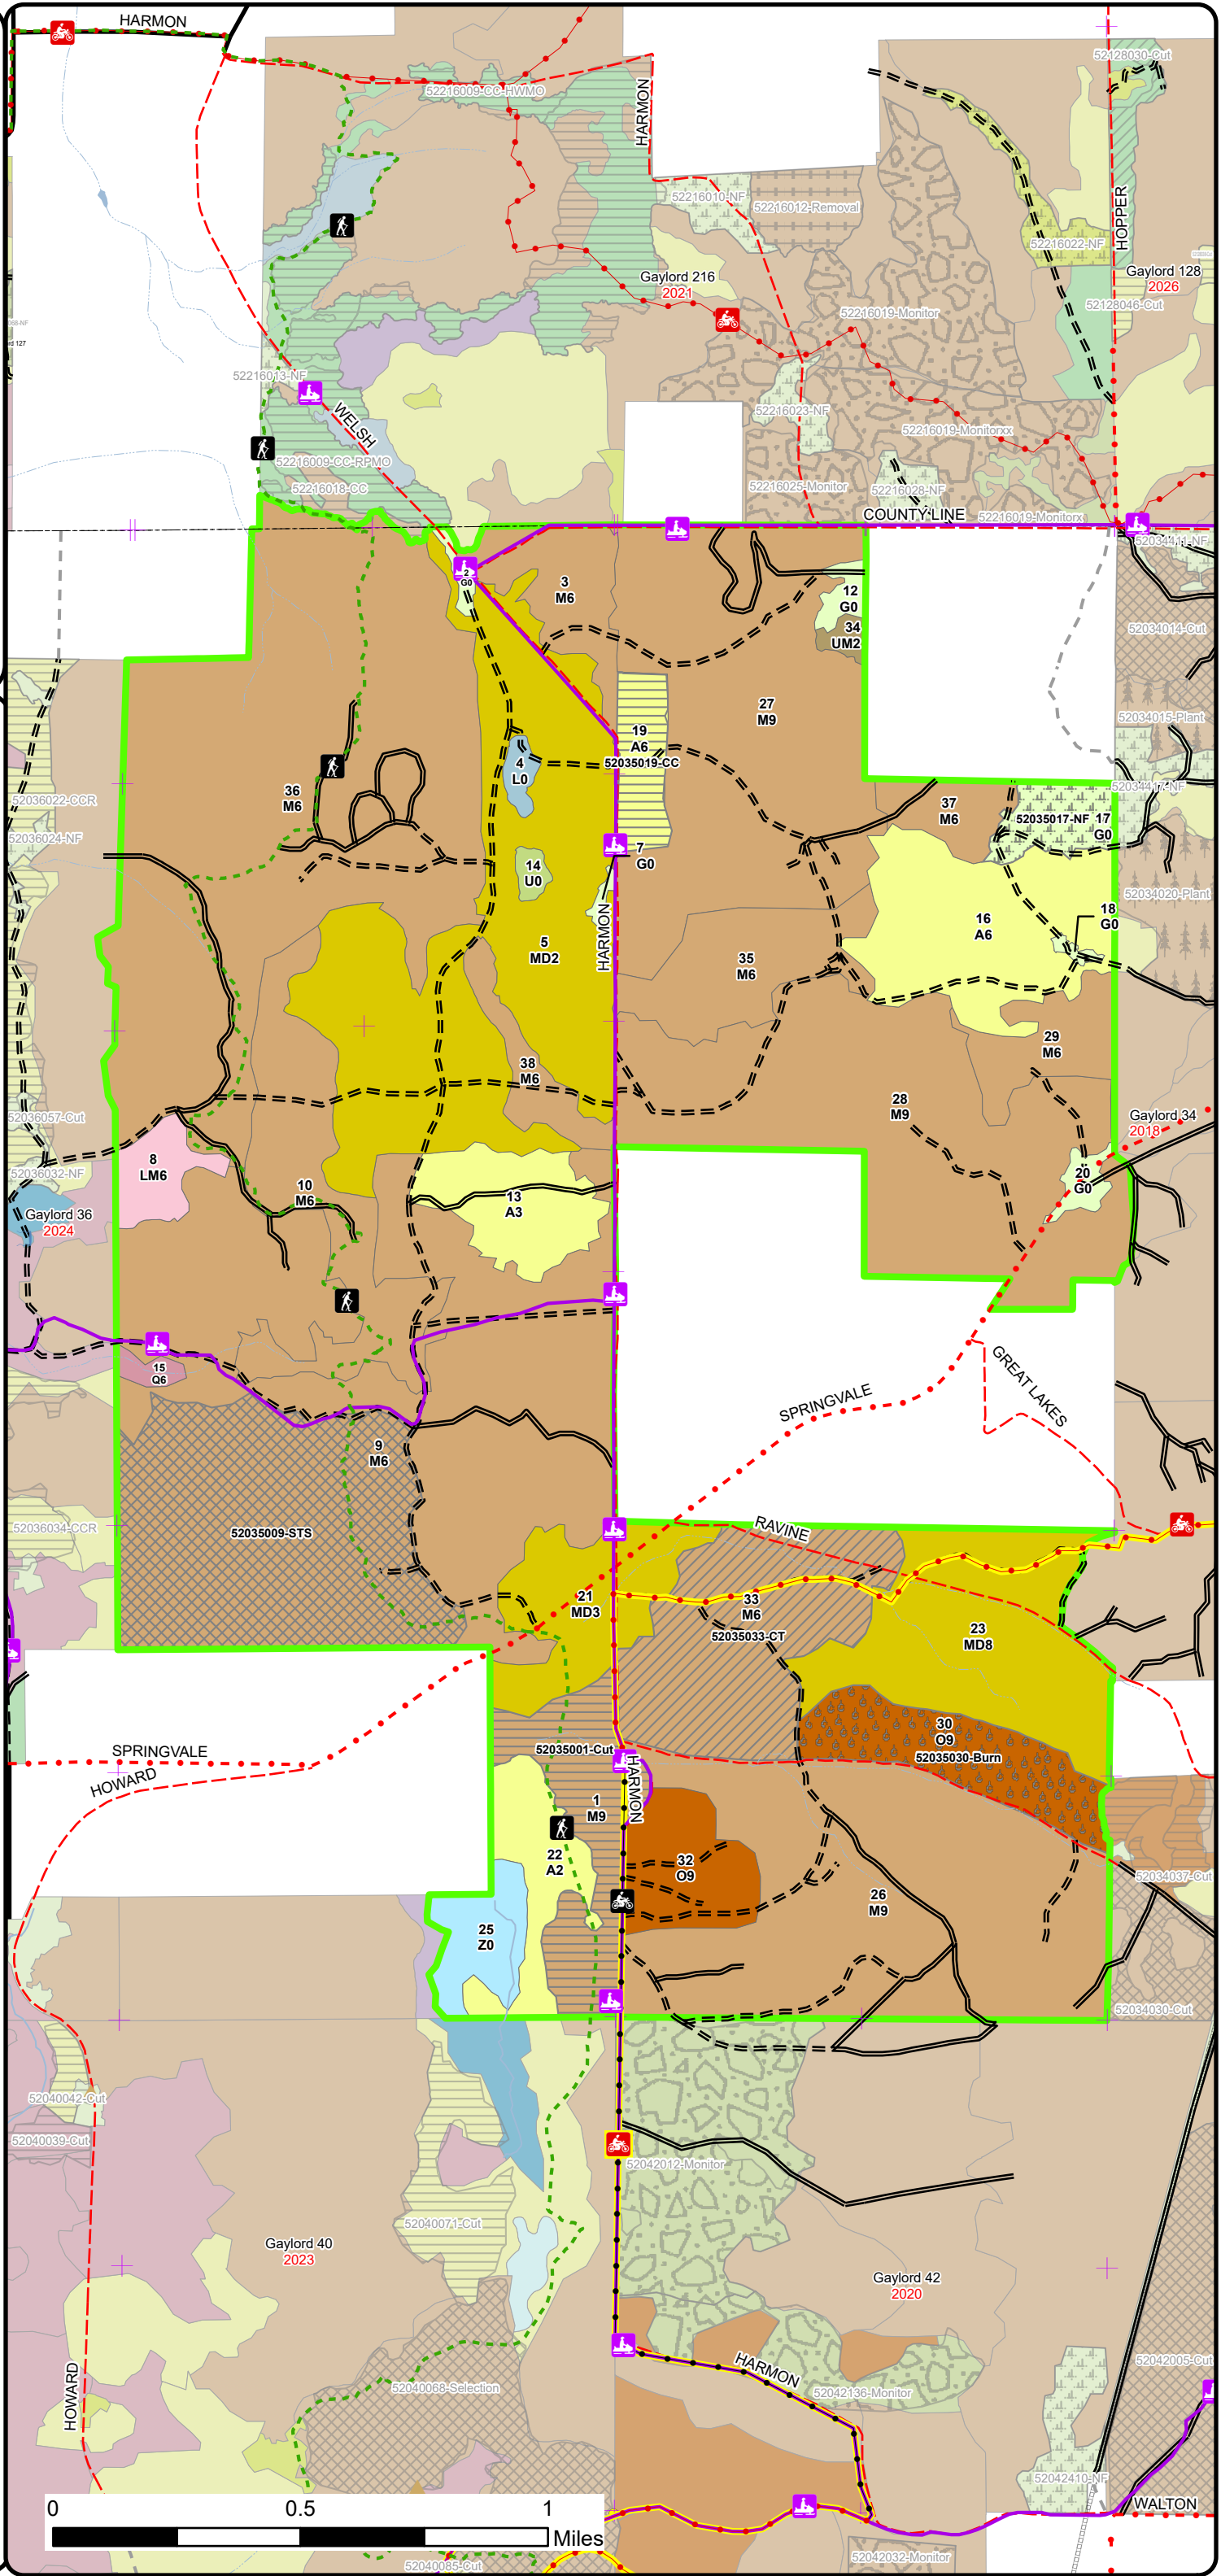 HARMON
52128030-Cut
52216009-CC-HWMO
HARMON
52216010-NF
52216012-Removal
HOPPER
52216022-NF
Gaylord 216
2021
Gaylord 128
2026
52128046-Cut
52216019-Monitor
52216013-NF
WELSH
52216023-NF
52216019-Monitorxx
52216009-CC-RPMO
52216018-CC
52216025-Monitor
52216028-NF
COUNTY LINE
52216019-Monitorx
52034411-NF
2
G0
3
M6
12
G0
34
UM2
52034014-Cut
27
M9
52034015-Plant
19
A6
52035019-CC
4
L0
36
M6
52036022-CCR
52034417-NF
37
M6
52035017-NF
17
G0
52036024-NF
7
G0
14
U0
52034020-Plant
18
G0
16
A6
HARMON
5
MD2
35
M6
29
M6
38
M6
28
M9
52036057-Cut
Gaylord 34
2018
8
LM6
52036032-NF
20
G0
10
M6
13
A3
Gaylord 36
2024
15
Q6
GREAT LAKES
SPRINGVALE
9
M6
52036034-CCR
52035009-STS
RAVINE
21
MD3
33
M6
52035033-CT
23
MD8
30
O9
52035030-Burn
SPRINGVALE
52035001-Cut
HOWARD
HARMON
1
M9
22
A2
32
O9
52034037-Cut
26
M9
25
Z0
52034030-Cut
52040042-Cut
52040039-Cut
52042012-Monitor
52040071-Cut
Gaylord 40
2023
Gaylord 42
2020
HARMON
52042005-Cut
52040068-Selection
52042136-Monitor
HOWARD
52042410-NF
WALTON
0 0.5 1
Miles
52042032-Monitor
52040085-Cut